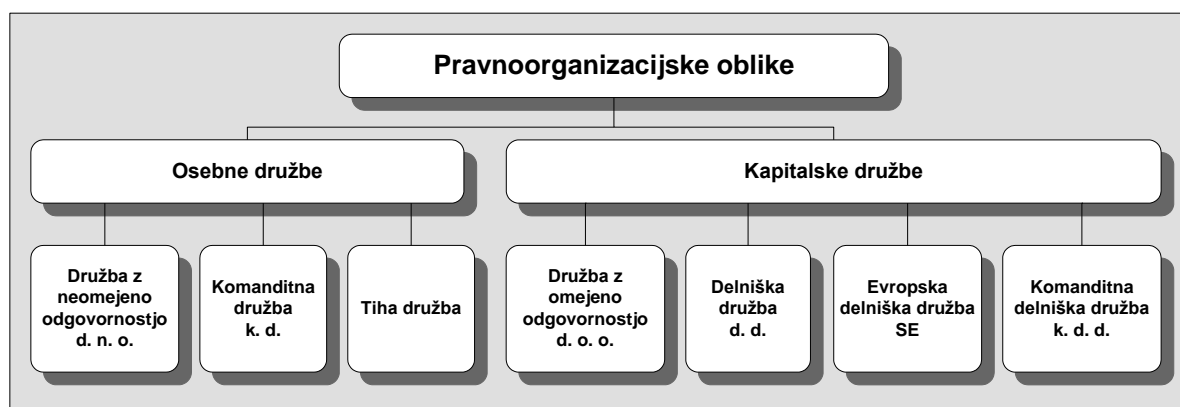 Pravnoorganizacijske oblike
Osebne družbe
Kapitalske družbe
Družba z
neomejeno
odgovornostjo
d. n. o.
Komanditna
družba
k. d.
Tiha družba
Družba z
omejeno
odgovornostjo
d. o. o.
Delniška
družba
d. d.
Evropska
delniška družba
SE
Komanditna
delniška družba
k. d. d.